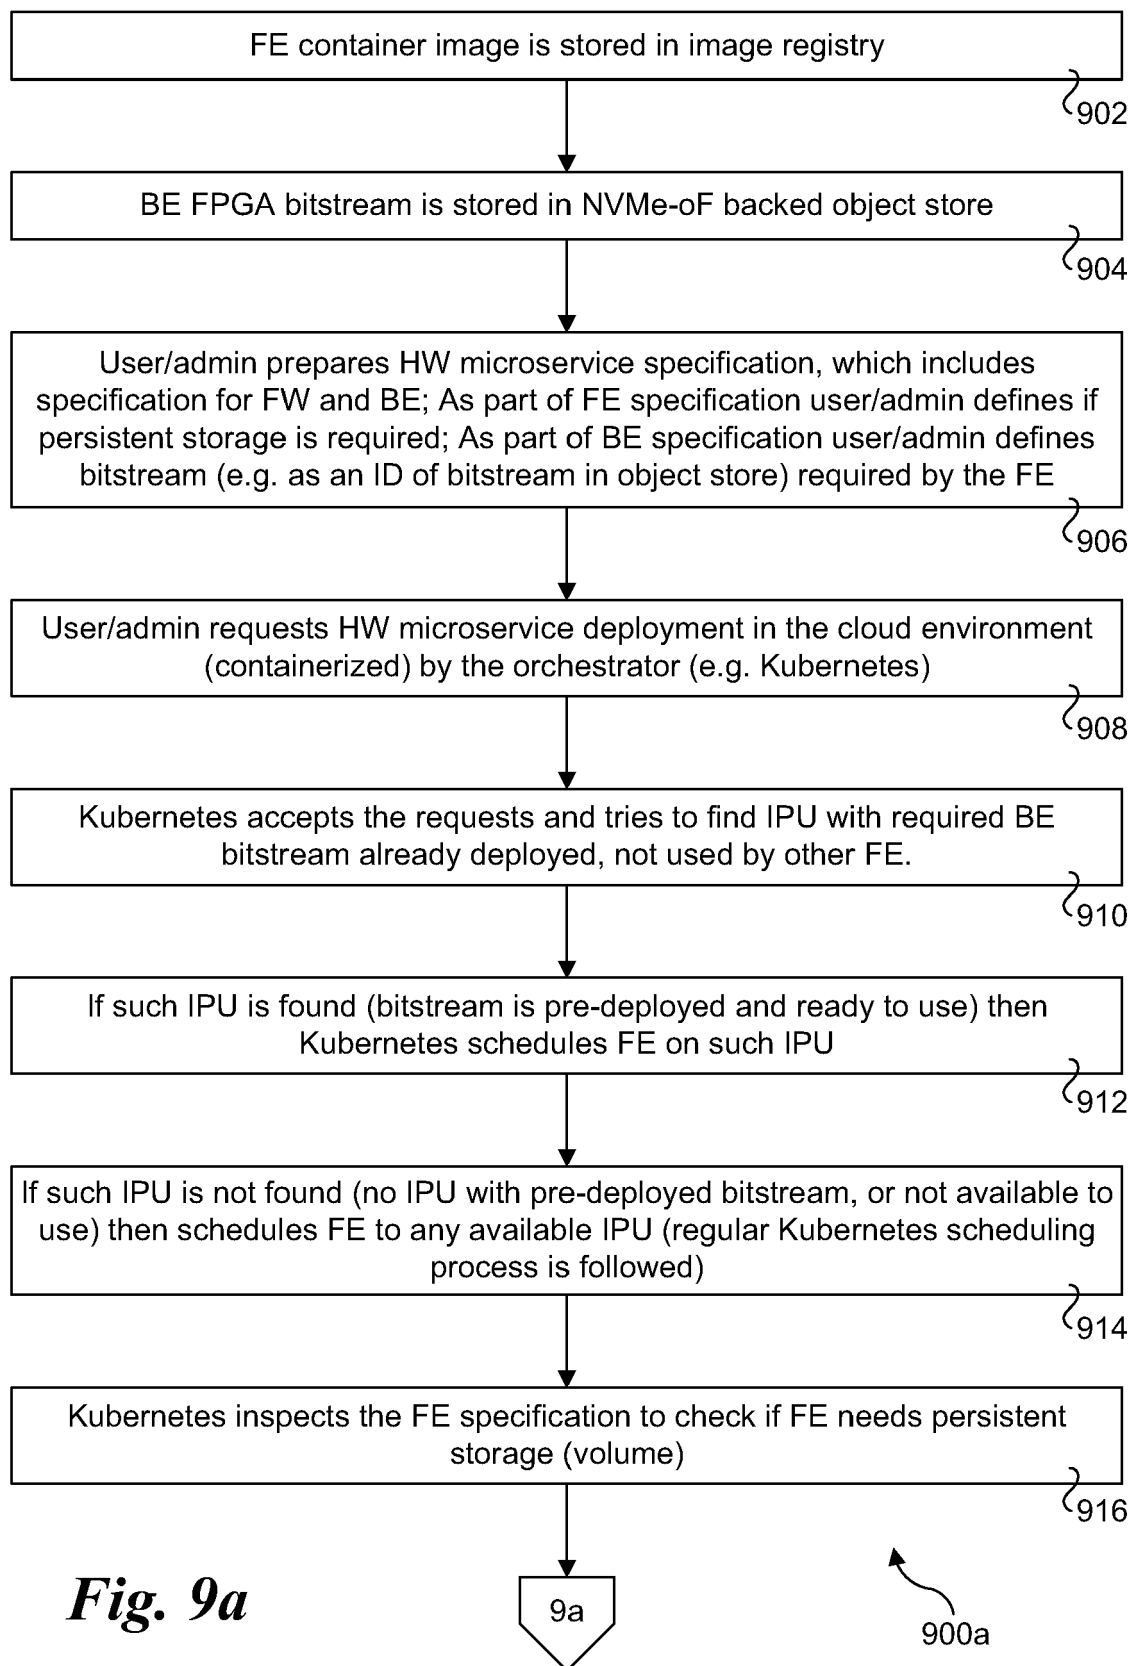 FE container image is stored in image registry
902
BE FPGA bitstream is stored in NVMe-oF backed object store
904
User/admin prepares HW microservice specification, which includes
specification for FW and BE; As part of FE specification user/admin defines if
persistent storage is required; As part of BE specification user/admin defines
bitstream (e.g. as an ID of bitstream in object store) required by the FE
906
User/admin requests HW microservice deployment in the cloud environment
(containerized) by the orchestrator (e.g. Kubernetes)
908
Kubernetes accepts the requests and tries to find IPU with required BE
bitstream already deployed, not used by other FE.
910
If such IPU is found (bitstream is pre-deployed and ready to use) then
Kubernetes schedules FE on such IPU
912
If such IPU is not found (no IPU with pre-deployed bitstream, or not available to
use) then schedules FE to any available IPU (regular Kubernetes scheduling
process is followed)
914
Kubernetes inspects the FE specification to check if FE needs persistent
storage (volume)
916
Fig. 9a
9a
900a